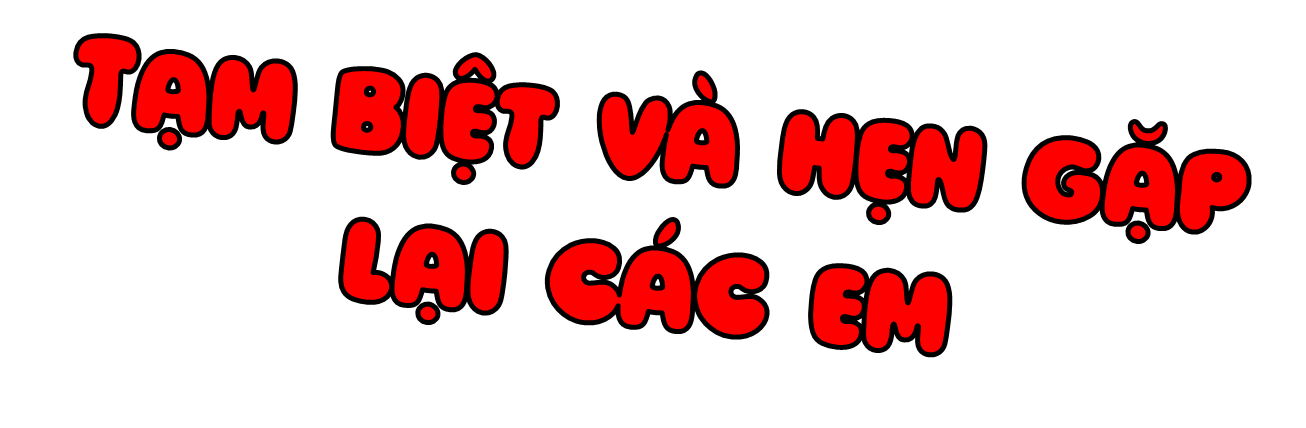 TẠM BIỆT VÀ HẸN GẶP
LẠI CÁC EM